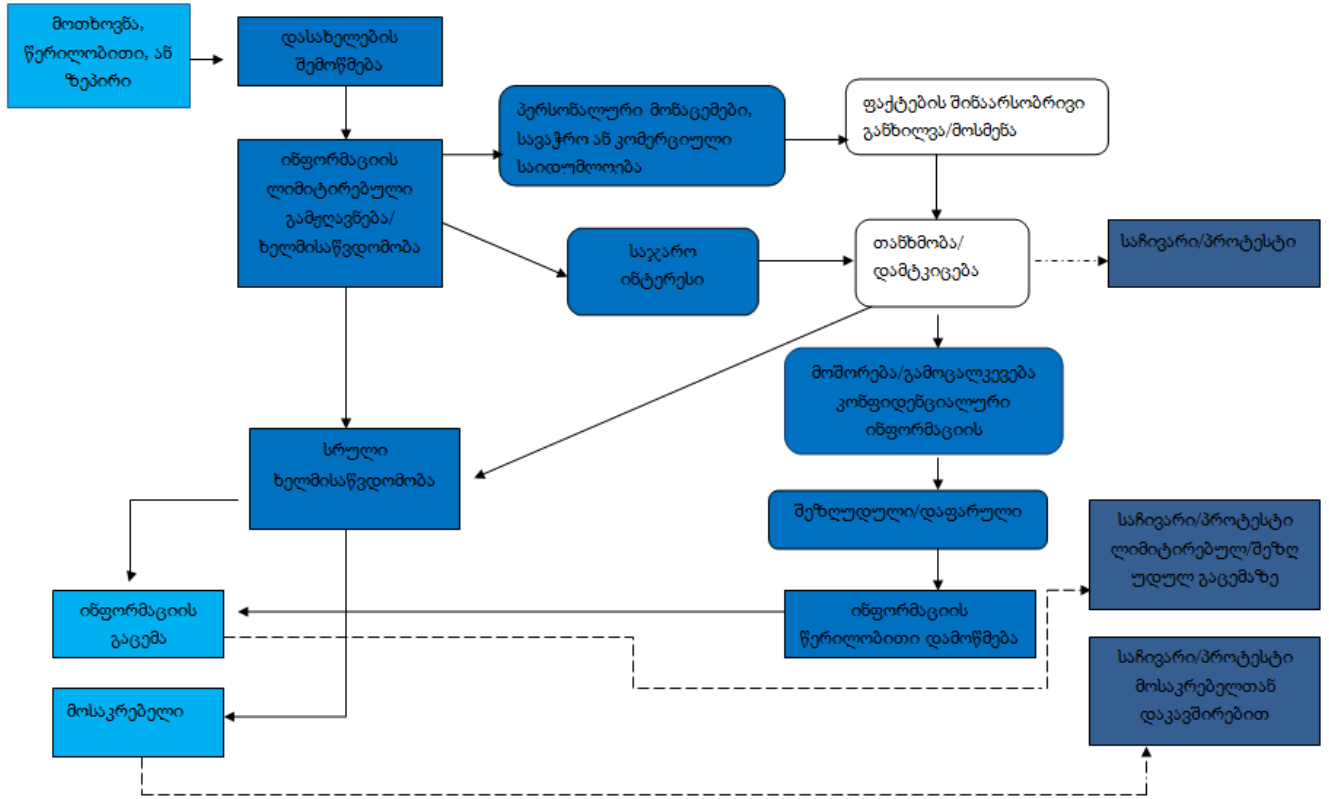 მოთხოვნა,
წერილობითი, ან
ზეპირი
დასახელების
შემოწმება
პერსონალური მონაცემები,
სავაჭრო ან კომერციული
საიდუმლოება
ფაქტების შინაარსობრივი
განხილვა/მოსმენა
ინფორმაციის
ლიმიტირებული
გამჟღავნება/
ხელმისაწვდომობა
საჯარო
ინტერესი
თანხმობა/
დამტკიცება
საჩივარი/პროტესტი
მოშორება/გამოცალკევება
კონფიდენციალური
ინფორმაციის
სრული
ხელმისაწვდომობა
შეზღუდული/დაფარული
საჩივარი/პროტესტი
ლიმიტირებულ/შეზღ
უდულ გაცემაზე
ინფორმაციის
გაცემა
ინფორმაციის
წერილობითი დამოწმება
საჩივარი/პროტესტი
მოსაკრებელთან
დაკავშირებით
მოსაკრებელი